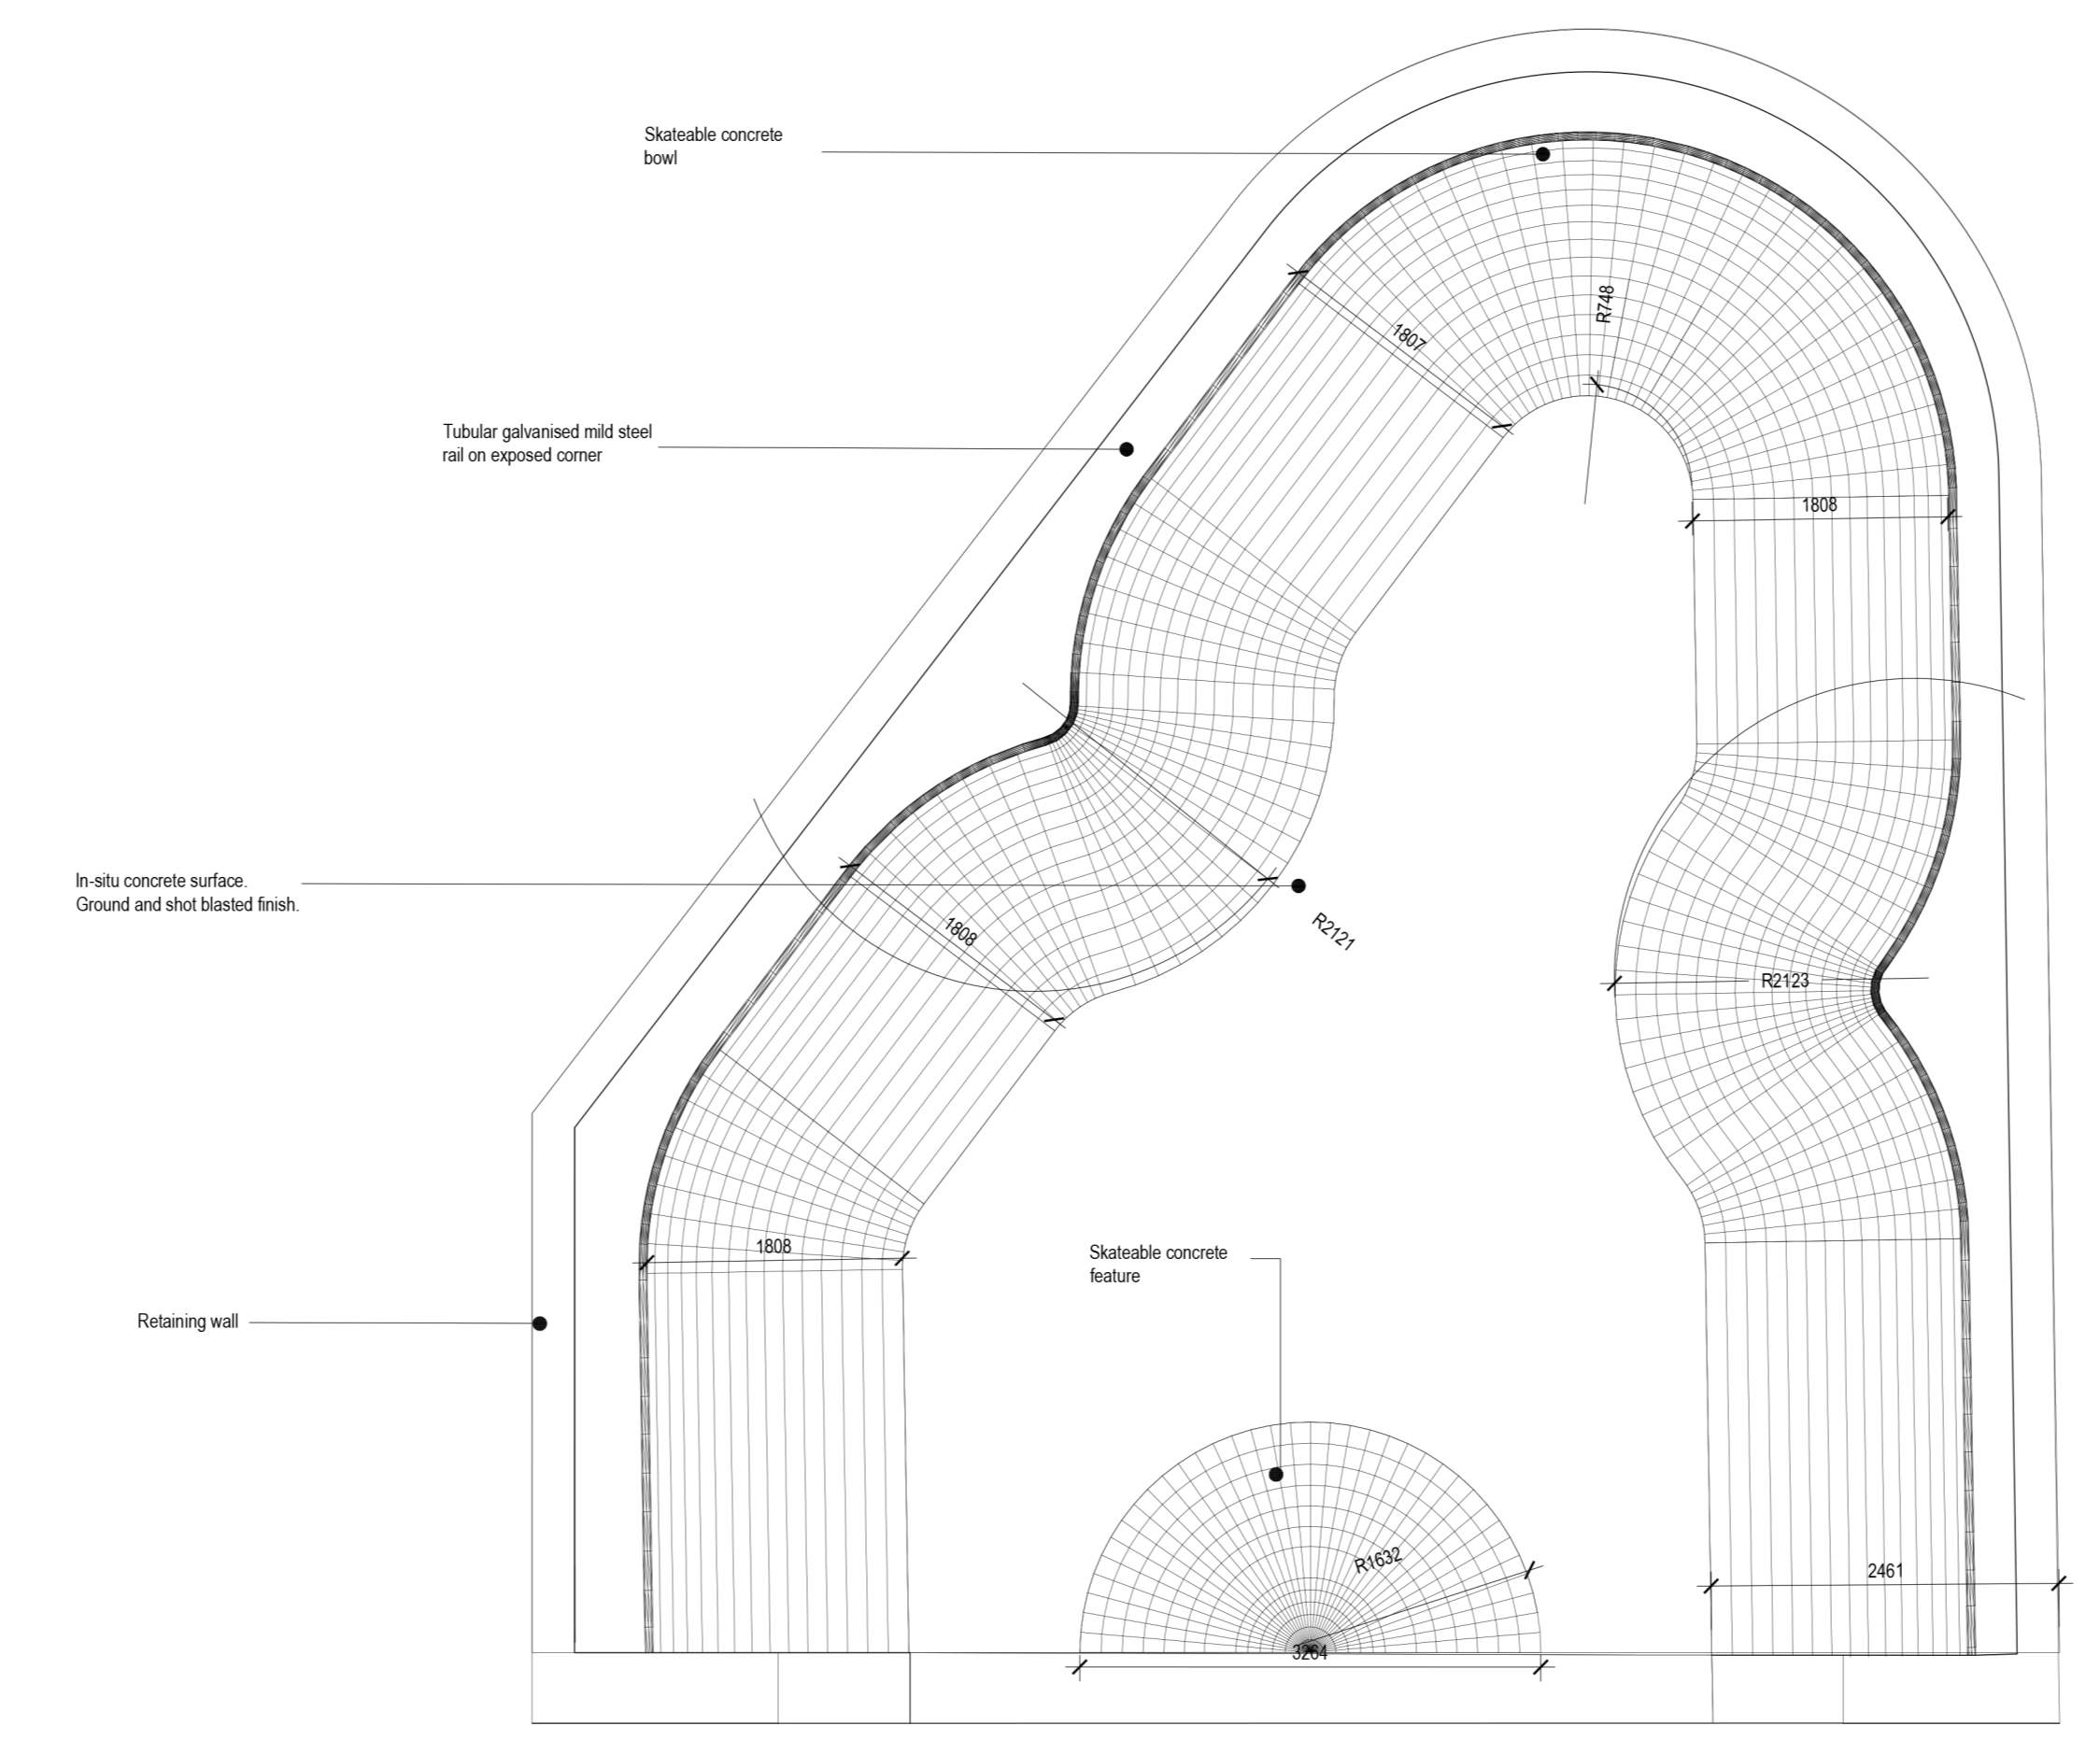 Skateable concrete
bowl
R748
1807
Tubular galvanised mild steel
rail on exposed corner
1808
In-situ concrete surface.
Ground and shot blasted finish.
1808
R2121
R2123
1808
Skateable concrete
feature
Retaining wall
R1632
2461
3264